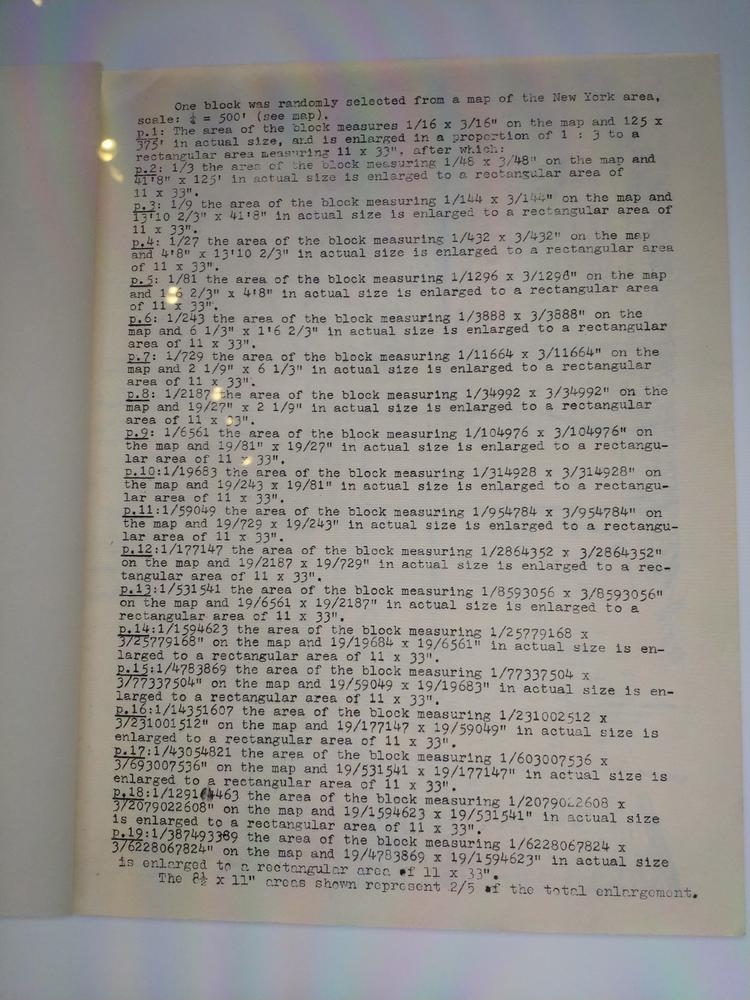 One block was randomly selected from a map of the New York area,
scale: ¼ = 500' (see map).
p.1: The area of the block measures 1/16 x 3/16" on the map and 125 x
375' in actual size, and is enlarged in a proportion of 1 : 3 to a
rectangular area measuring 11 x 33", after which:
p.2: 1/3 the area of the block measuring 1/48 x 3/48" on the map and
41'8" x 125' in actual size is enlarged to a rectangular area of
11 x 33".
p.3: 1/9 the area of the block measuring 1/144 x 3/144" on the map and
13'10 2/3" x 41'8" in actual size is enlarged to a rectangular area of
11 x 33".
p.4: 1/27 the area of the block measuring 1/432 x 3/432" on the map
and 4'8" x 13'10 2/3" in actual size is enlarged to a rectangular area
of 11 x 33".
p.5: 1/81 the area of the block measuring 1/1296 x 3/1296" on the map
and 1'6 2/3" x 4'8" in actual size is enlarged to a rectangular area
of 11 x 33".
p.6: 1/243 the area of the block measuring 1/3888 x 3/3888" on the
map and 6 1/3" x 1'6 2/3" in actual size is enlarged to a rectangular
area of 11 x 33".
p.7: 1/729 the area of the block measuring 1/11664 x 3/11664" on the
map and 2 1/9" x 6 1/3" in actual size is enlarged to a rectangular
area of 11 x 33".
p.8: 1/2187 the area of the block measuring 1/34992 x 3/34992" on the
map and 19/27" x 2 1/9" in actual size is enlarged to a rectangular
area of 11 x 33".
p.9: 1/6561 the area of the block measuring 1/104976 x 3/104976" on
the map and 19/81" x 19/27" in actual size is enlarged to a rectangu-
lar area of 11 x 33".
p.10:1/19683 the area of the block measuring 1/314928 x 3/314928" on
the map and 19/243 x 19/81" in actual size is enlarged to a rectangu-
lar area of 11 x 33".
p.11:1/59049 the area of the block measuring 1/954784 x 3/954784" on
the map and 19/729 x 19/243" in actual size is enlarged to a rectangu-
lar area of 11 x 33".
p.12:1/177147 the area of the block measuring 1/2864352 x 3/2864352"
on the map and 19/2187 x 19/729" in actual size is enlarged to a rec-
tangular area of 11 x 33".
p.13:1/531541 the area of the block measuring 1/8593056 x 3/8593056"
on the map and 19/6561 x 19/2187" in actual size is enlarged to a
rectangular area of 11 x 33".
p.14:1/1594623 the area of the block measuring 1/25779168 x
3/25779168" on the map and 19/19684 x 19/6561" in actual size is en-
larged to a rectangular area of 11 x 33".
p.15:1/4783869 the area of the block measuring 1/77337504 x
3/77337504" on the map and 19/59049 x 19/19683" in actual size is en-
larged to a rectangular area of 11 x 33".
p.16:1/14351607 the area of the block measuring 1/231002512 x
3/231001512" on the map and 19/177147 x 19/59049" in actual size is
enlarged to a rectangular area of 11 x 33".
p.17:1/43054821 the area of the block measuring 1/603007536 x
3/693007536" on the map and 19/531541 x 19/177147" in actual size is
enlarged to a rectangular area of 11 x 33".
p.18: the area of the block measuring 1/2079022608 x
3/2079022608" on the map and 19/1594623 x 19/531541" in actual size
is enlarged to a rectangular area of 11 x 33".
p.19:1/387493389 the area of the block measuring 1/6228067824 x
3/6228067824" on the map and 19/4783869 x 19/1594623" in actual size
is enlarged to a rectangular area of 11 x 33".
The 8½ x 11" areas shown represent 2/5 of the total enlargement.